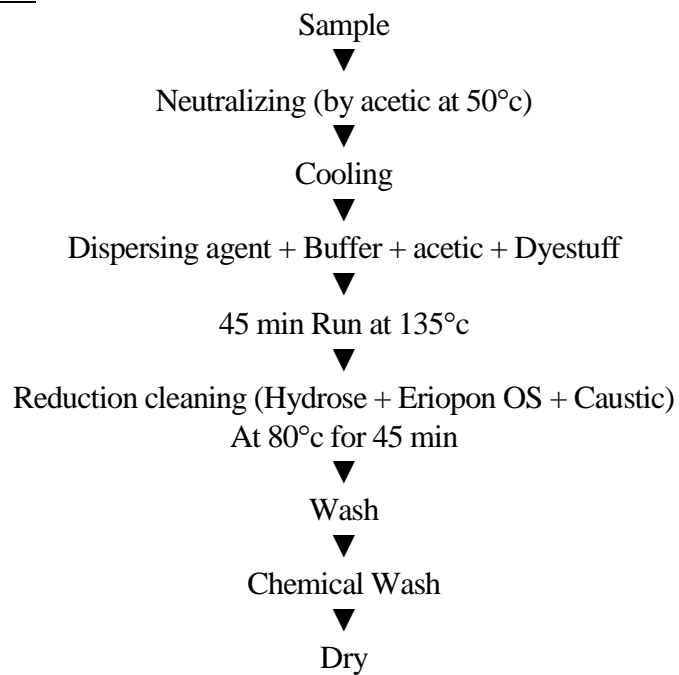 Sample
Neutralizing (by acetic at 50°c)
Cooling
Dispersing agent + Buffer + acetic + Dyestuff
45 min Run at 135°c
Reduction cleaning (Hydrose + Eriopon OS + Caustic)
At 80°c for 45 min
Wash
Chemical Wash
Dry